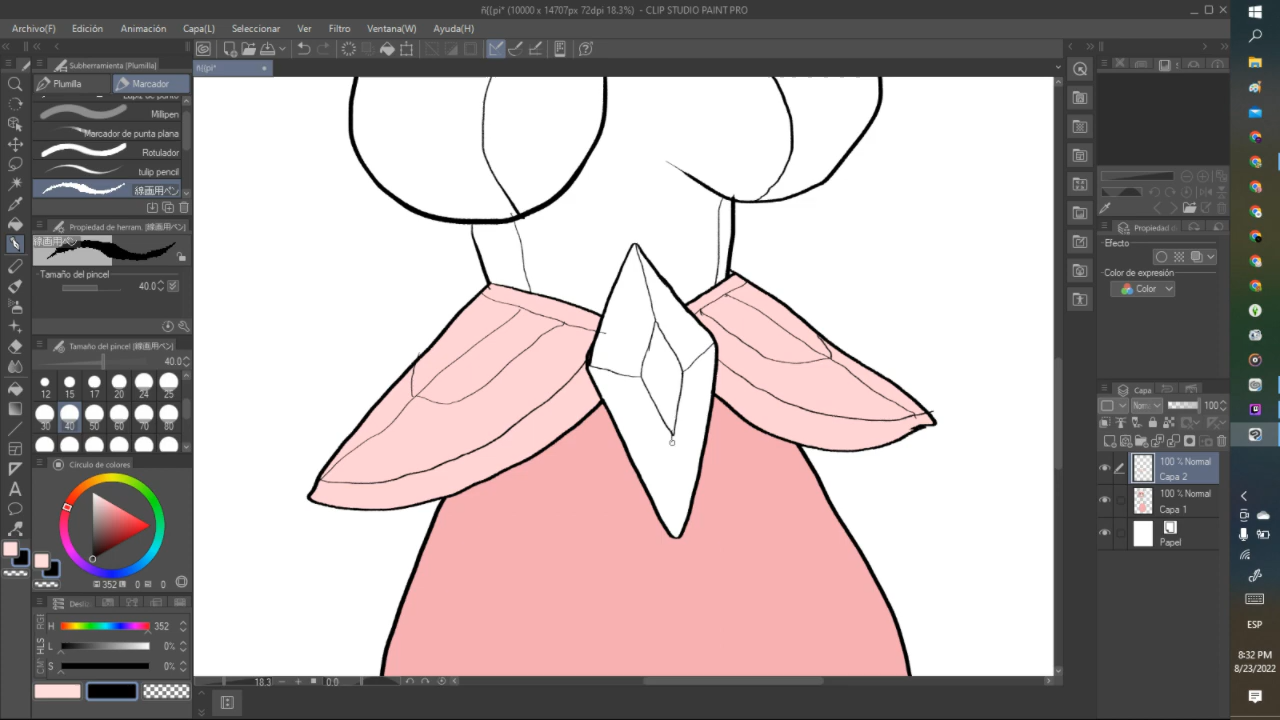 ñ((pi* (10000 x 14707px 72dpi 18.3%) - CLIP STUDIO PAINT PRO
Archivo(F) Edición Animación Capa(L) Seleccionar Ver Filtro Ventana(W) Ayuda(H)
Subherramienta (Plumilla)
ñ((pi*
Plumilla Marcador
Millipen
Marcador de punta plana
Rotulador
tulip pencil
線画用ペン
Propiedad de herram. [線画用ペン]
線画用ペン
Tamaño del pincel
40.0
Tamaño del pincel [線画用ペン]
40.0
12 15 17 20 24 25
30 40 50 60 70 80
Círculo de colores
352 0 0
H 352
L 0%
S 0%
RGB
HLS
18.3 0.0
Propiedad
Efecto
Color de expresión
Color
Capa
100
100 % Normal
Capa 2
100 % Normal
Capa 1
Papel
ESP
8:32 PM
8/23/2022